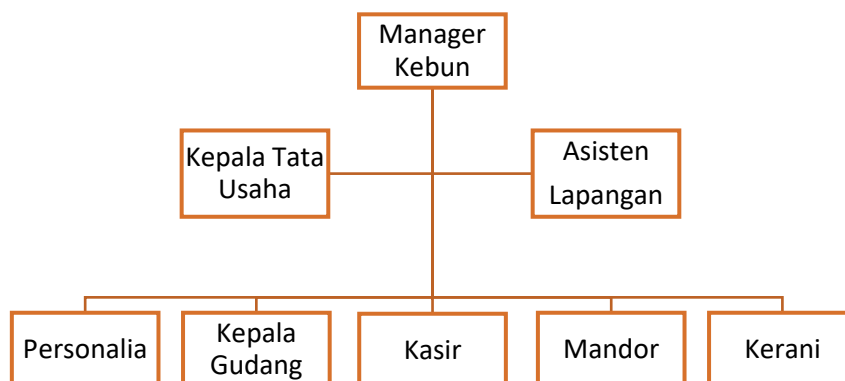 Manager
Kebun
Kepala Tata
Usaha
Asisten
Lapangan
Personalia
Kepala
Gudang
Kasir
Mandor
Kerani